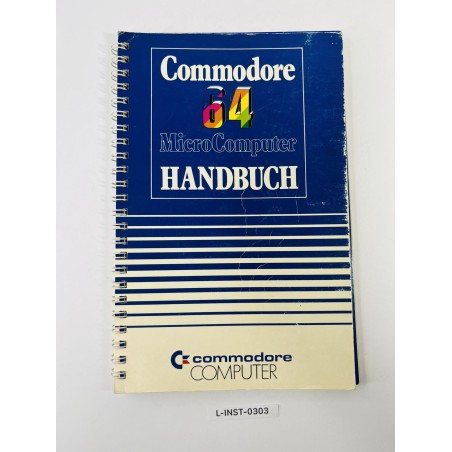 Commodore
64
MicroComputer
HANDBUCH
commodore
COMPUTER
L-INST-0303